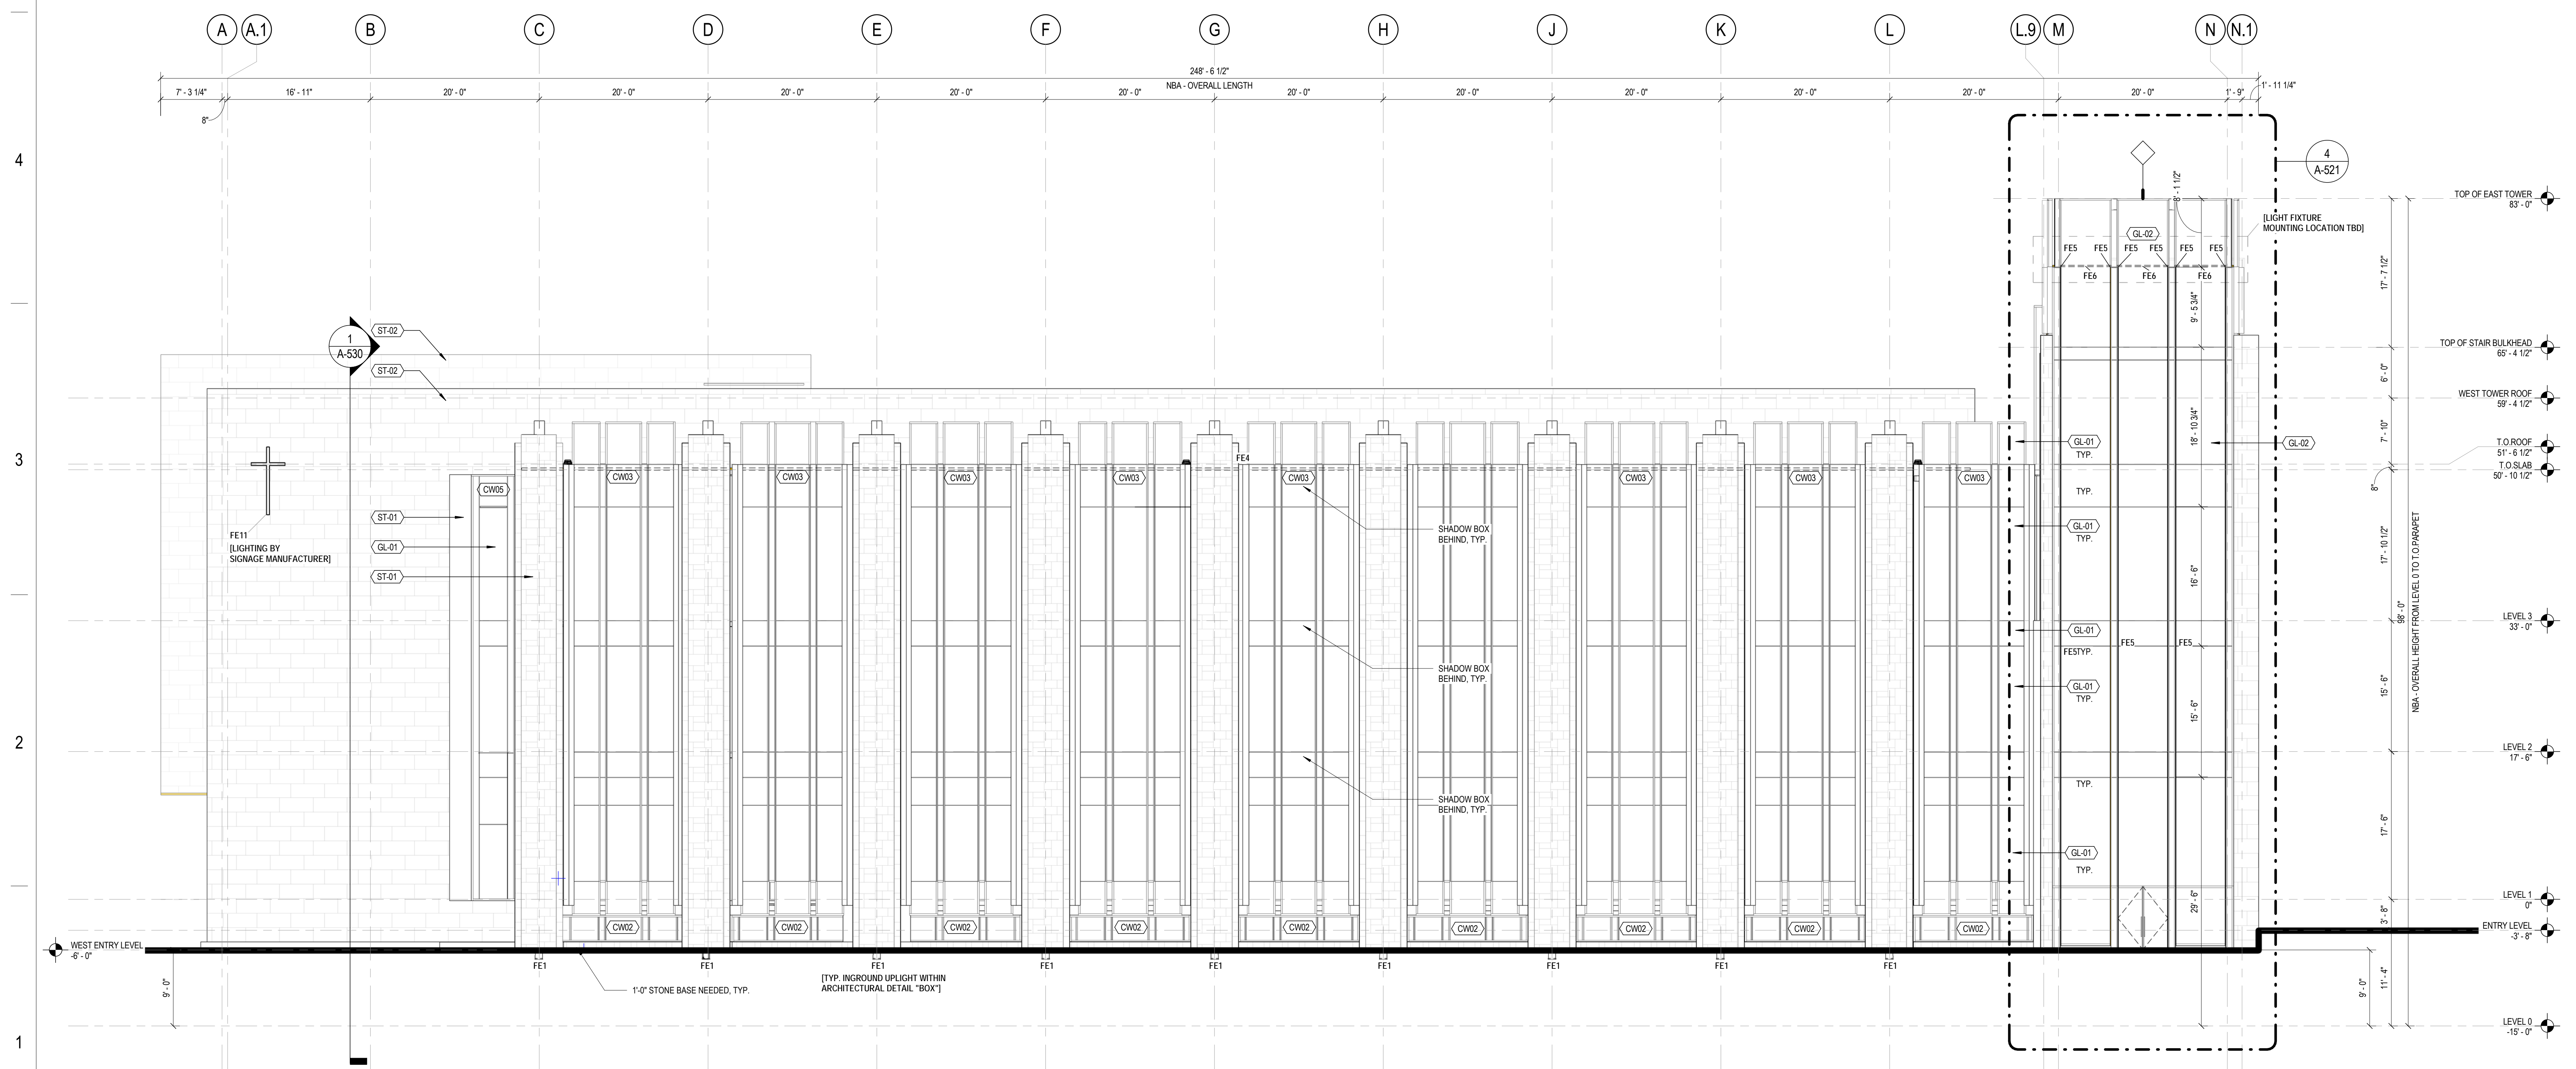 A A.1 B C D E F G H J K L L.9 M N N.1
248' - 6 1/2"
NBA - OVERALL LENGTH
7' - 3 1/4" 16' - 11" 20' - 0" 20' - 0" 20' - 0" 20' - 0" 20' - 0" 20' - 0" 20' - 0" 20' - 0" 20' - 0" 20' - 0" 20' - 0" 1' - 9" 1' - 11 1/4"
8"
4
4
A-521
8' - 1 1/2"
TOP OF EAST TOWER
83' - 0"
[LIGHT FIXTURE
MOUNTING LOCATION TBD]
GL-02
FE5 FE5 FE5 FE5 FE5 FE5
FE6 FE6 FE6
17' - 7 1/2"
9' - 5 3/4"
ST-02
1
A-530
ST-02
TOP OF STAIR BULKHEAD
65' - 4 1/2"
6' - 0"
WEST TOWER ROOF
59' - 4 1/2"
7' - 10"
18' - 10 3/4"
GL-01
TYP.
GL-02
T.O.ROOF
51' - 6 1/2"
T.O.SLAB
50' - 10 1/2"
8"
3
FE4
CW05 CW03 CW03 CW03 CW03 CW03 CW03 CW03 CW03
TYP.
ST-01
GL-01
ST-01
FE11
[LIGHTING BY
SIGNAGE MANUFACTURER]
SHADOW BOX
BEHIND, TYP.
GL-01
TYP.
17' - 10 1/2"
16' - 6"
98' - 0"
NBA - OVERALL HEIGHT FROM LEVEL 0 TO T.O.PARAPET
LEVEL 3
33' - 0"
GL-01
FE5TYP. FE5 FE5
SHADOW BOX
BEHIND, TYP.
GL-01
TYP.
15' - 6"
15' - 6"
2
LEVEL 2
17' - 6"
TYP.
SHADOW BOX
BEHIND, TYP.
17' - 6"
GL-01
TYP.
29' - 6"
LEVEL 1
0"
3' - 8"
CW02 CW02 CW02 CW02 CW02 CW02 CW02 CW02 CW02
ENTRY LEVEL
-3' - 8"
WEST ENTRY LEVEL
-6' - 0"
FE1 FE1 FE1 FE1 FE1 FE1 FE1 FE1 FE1
[TYP. INGROUND UPLIGHT WITHIN
ARCHITECTURAL DETAIL "BOX"]
1'-0" STONE BASE NEEDED, TYP.
9' - 0"
9' - 0"
11' - 4"
LEVEL 0
-15' - 0"
1